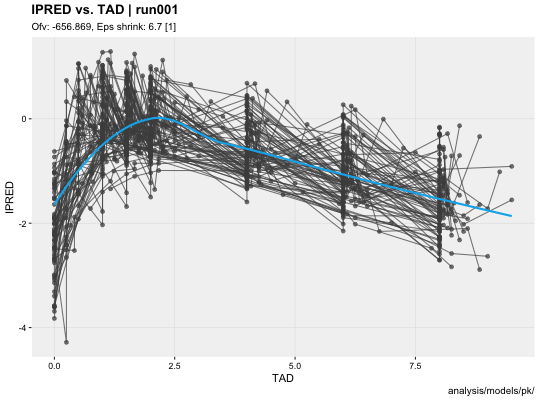 IPRED vs. TAD | run001
Ofv: -656.869, Eps shrink: 6.7 [1]
IPRED
0
-2
-4
0.0 2.5 5.0 7.5
TAD
analysis/models/pk/